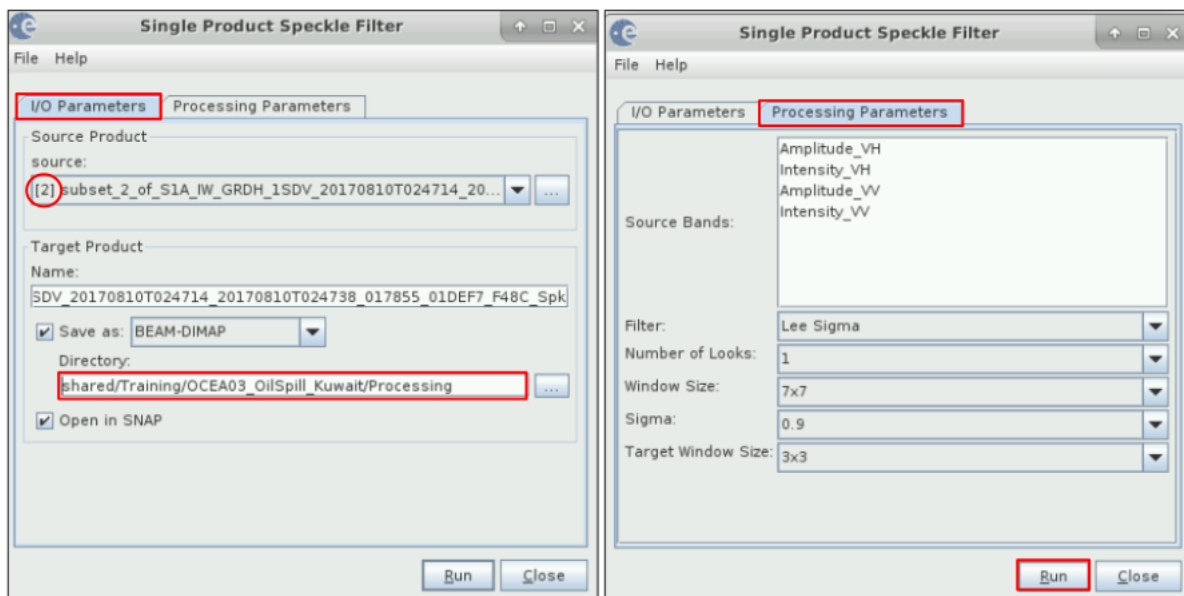 Single Product Speckle Filter
File Help
I/O Parameters Processing Parameters
Source Product
source:
[2] subset_2_of_S1A_IW_GRDH_1SDV_20170810T024714_20... ...
Target Product
Name:
SDV_20170810T024714_20170810T024738_017855_01DEF7_F48C_Spk
Save as: BEAM-DIMAP
Directory:
shared/Training/OCEA03_OilSpill_Kuwait/Processing ...
Open in SNAP
Run Close
Single Product Speckle Filter
File Help
I/O Parameters Processing Parameters
Source Bands:
Amplitude_VH
Intensity_VH
Amplitude_VV
Intensity_VV
Filter: Lee Sigma
Number of Looks: 1
Window Size: 7x7
Sigma: 0.9
Target Window Size: 3x3
Run Close